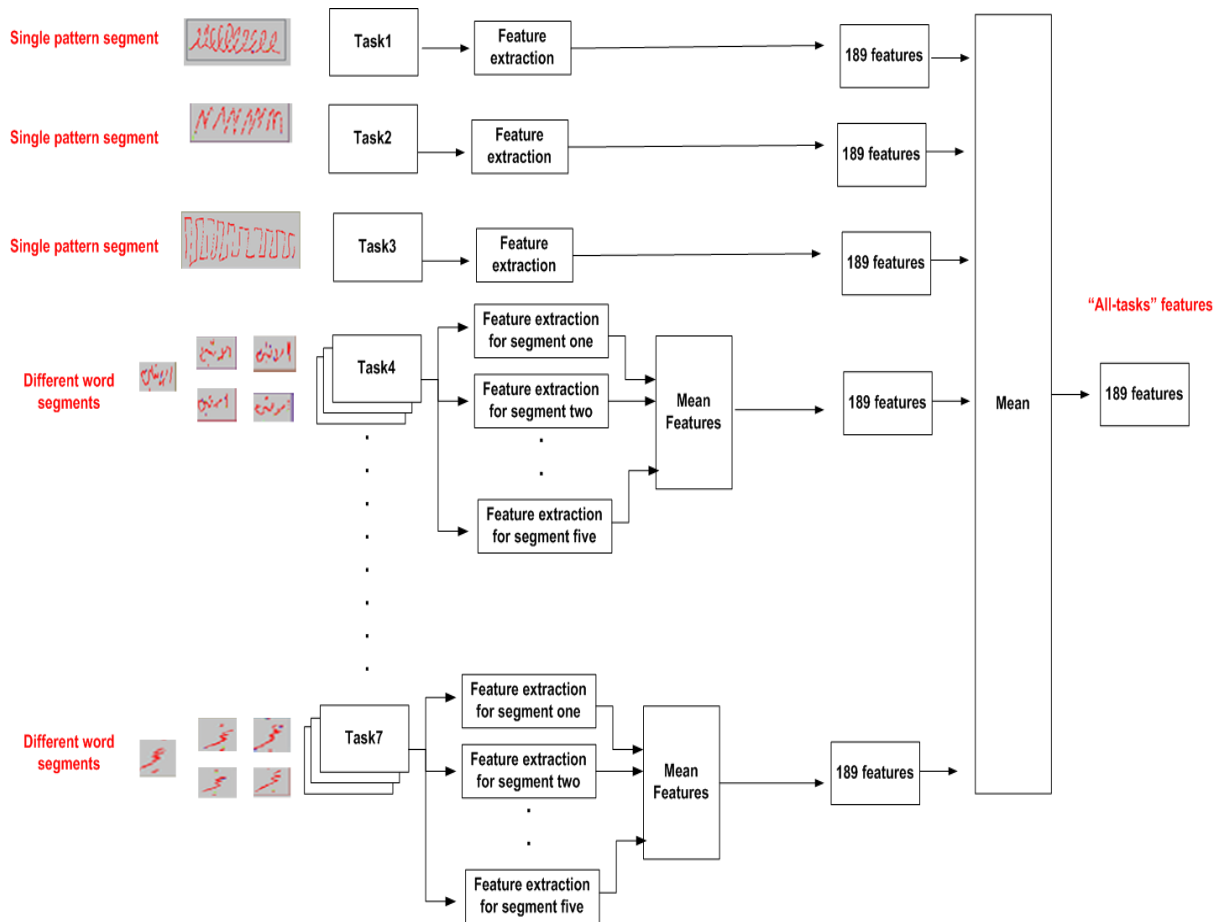 Single pattern segment
Task1
Feature
extraction
189 features
Single pattern segment
Task2
Feature
extraction
189 features
Single pattern segment
Task3
Feature
extraction
189 features
"All-tasks" features
Different word
segments
Task4
Feature extraction
for segment one
Feature extraction
for segment two
Feature extraction
for segment five
Mean
Features
189 features
Mean
189 features
Different word
segments
Task7
Feature extraction
for segment one
Feature extraction
for segment two
Feature extraction
for segment five
Mean
Features
189 features